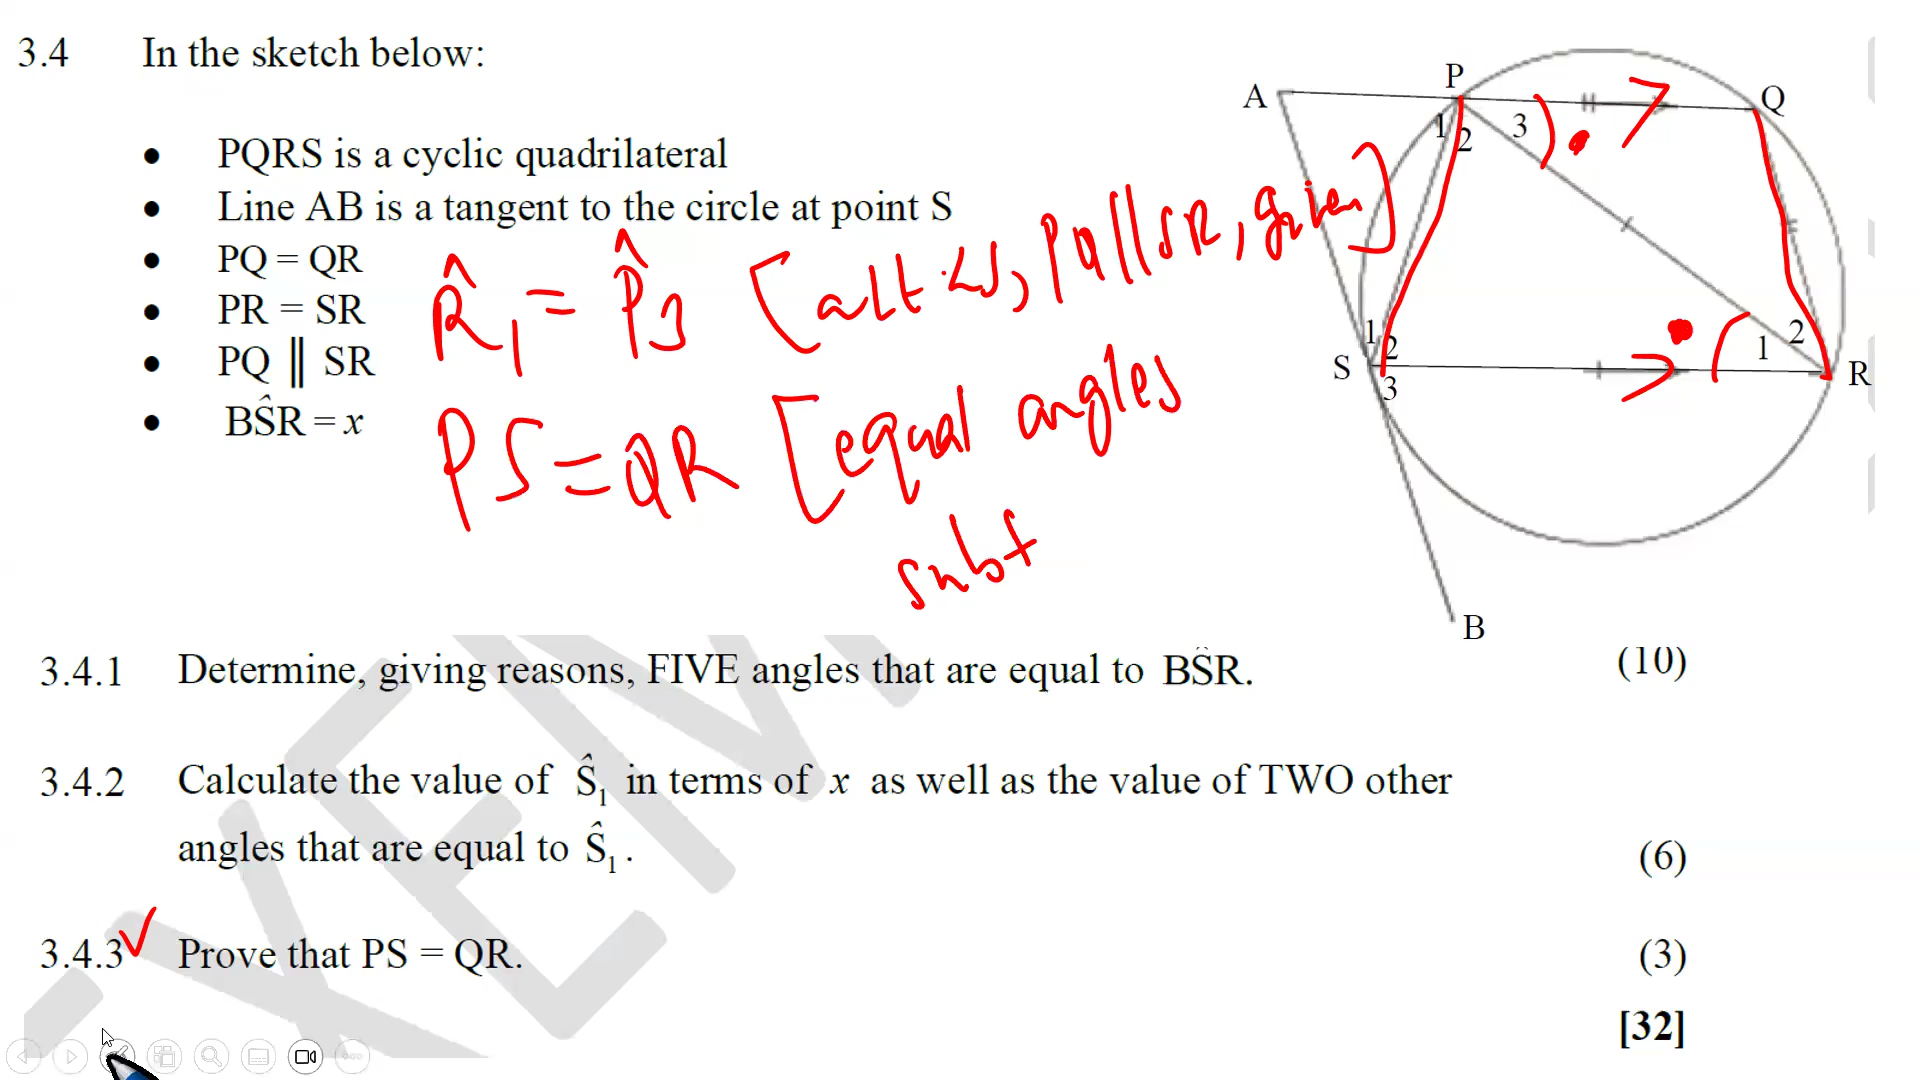 3.4 In the sketch below:
• PQRS is a cyclic quadrilateral
• Line AB is a tangent to the circle at point S
• PQ = QR
• PR = SR
• PQ ∥ SR
• BŜR = x
R̂₁ = P̂₃ [alt <s, PQ∥SR, given]
PS = QR [equal angles
subt
A
P
Q
1 2 3
1 2 3
S
1 2
R
B
3.4.1 Determine, giving reasons, FIVE angles that are equal to BŜR. (10)
3.4.2 Calculate the value of Ŝ₁ in terms of x as well as the value of TWO other
angles that are equal to Ŝ₁. (6)
3.4.3 ✓ Prove that PS = QR. (3)
[32]